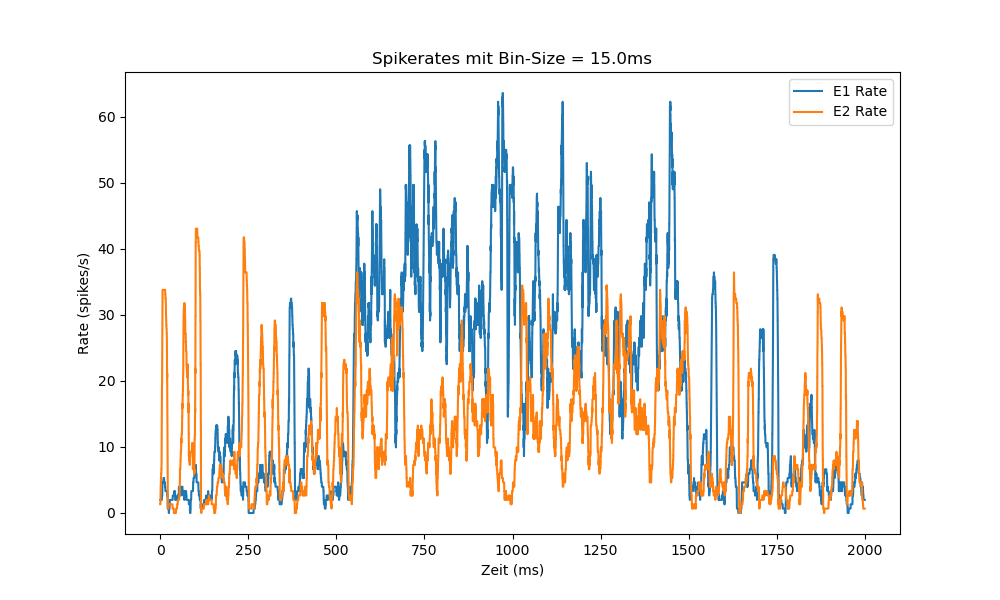 Spikerates mit Bin-Size = 15.0ms
E1 Rate
E2 Rate
60
50
40
30
20
10
0
Rate (spikes/s)
0 250 500 750 1000 1250 1500 1750 2000
Zeit (ms)